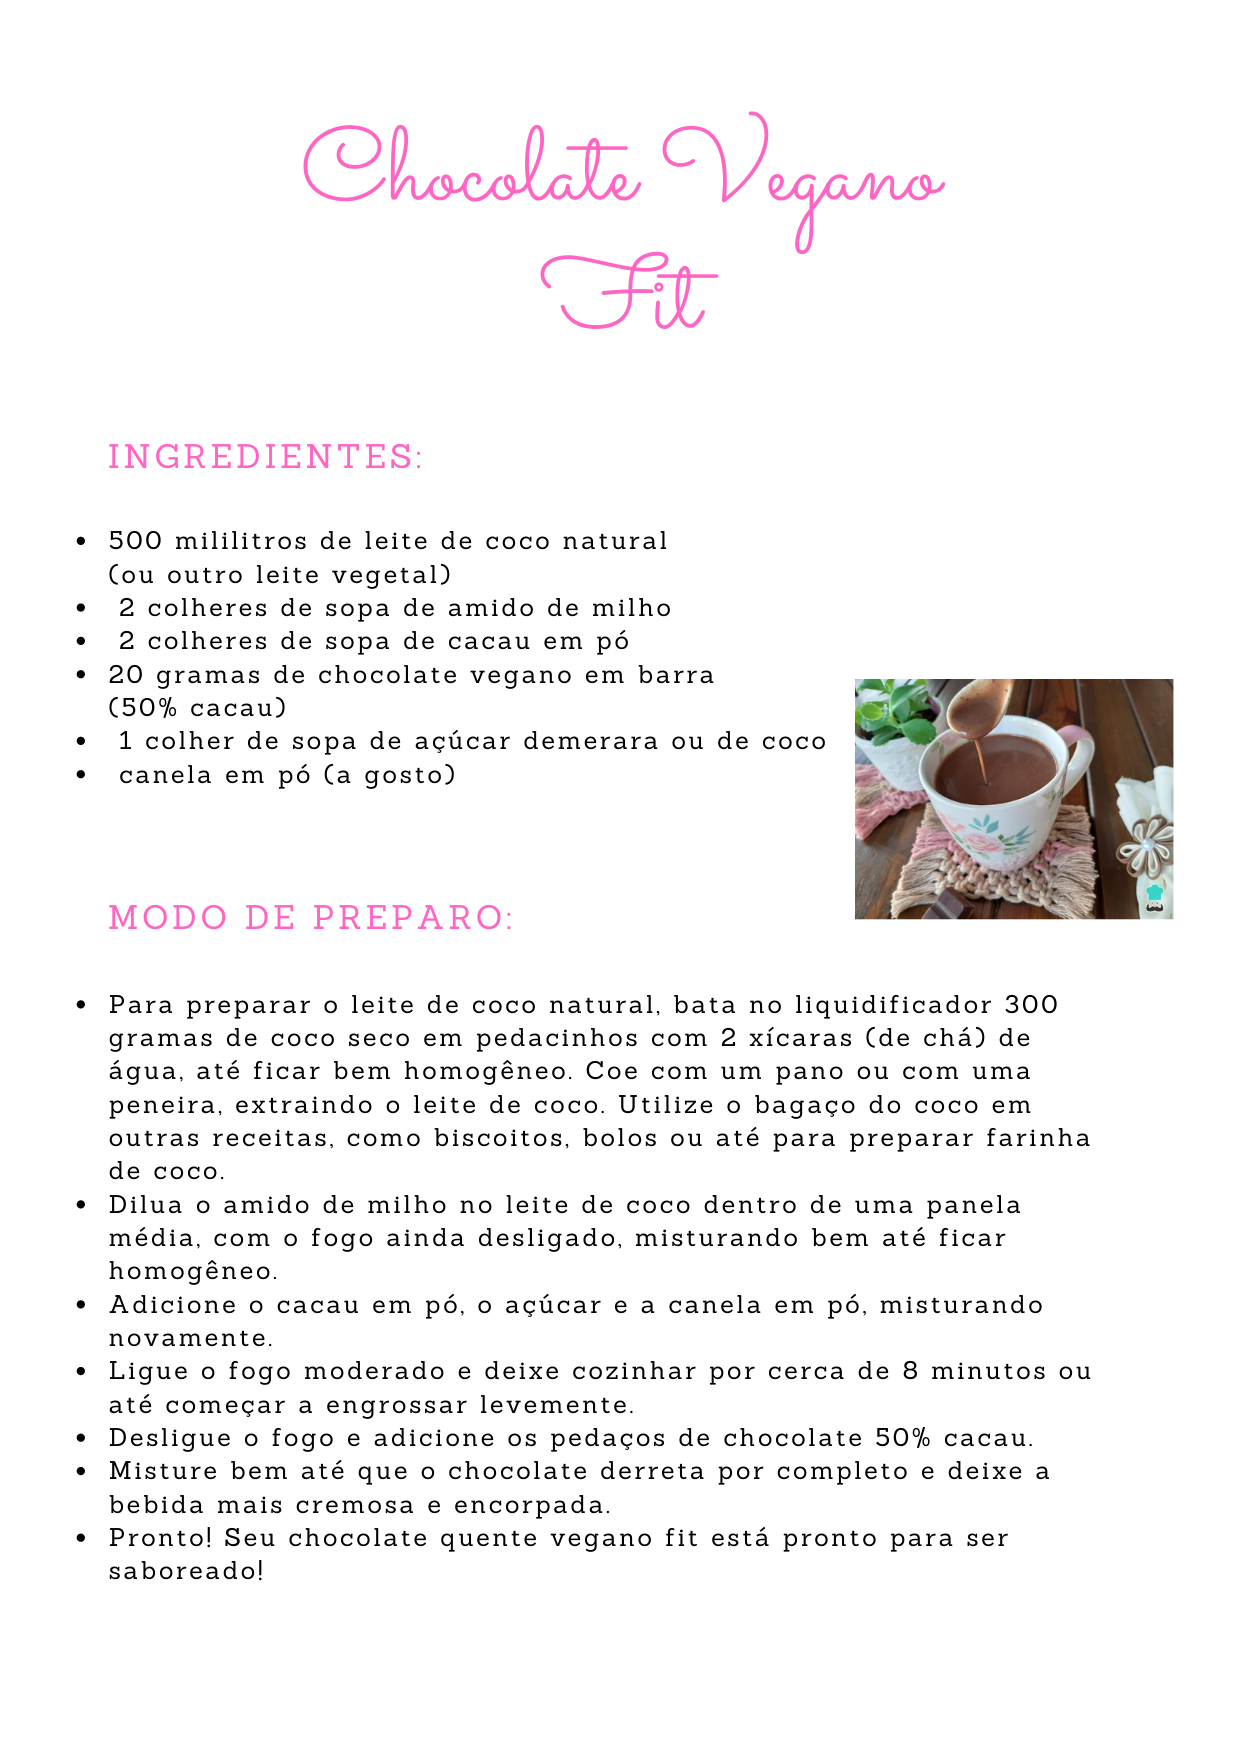 Chocolate Vegano
Fit
INGREDIENTES:
• 500 mililitros de leite de coco natural
(ou outro leite vegetal)
• 2 colheres de sopa de amido de milho
• 2 colheres de sopa de cacau em pó
• 20 gramas de chocolate vegano em barra
(50% cacau)
• 1 colher de sopa de açúcar demerara ou de coco
• canela em pó (a gosto)
MODO DE PREPARO:
• Para preparar o leite de coco natural, bata no liquidificador 300
gramas de coco seco em pedacinhos com 2 xícaras (de chá) de
água, até ficar bem homogêneo. Coe com um pano ou com uma
peneira, extraindo o leite de coco. Utilize o bagaço do coco em
outras receitas, como biscoitos, bolos ou até para preparar farinha
de coco.
• Dilua o amido de milho no leite de coco dentro de uma panela
média, com o fogo ainda desligado, misturando bem até ficar
homogêneo.
• Adicione o cacau em pó, o açúcar e a canela em pó, misturando
novamente.
• Ligue o fogo moderado e deixe cozinhar por cerca de 8 minutos ou
até começar a engrossar levemente.
• Desligue o fogo e adicione os pedaços de chocolate 50% cacau.
• Misture bem até que o chocolate derreta por completo e deixe a
bebida mais cremosa e encorpada.
• Pronto! Seu chocolate quente vegano fit está pronto para ser
saboreado!